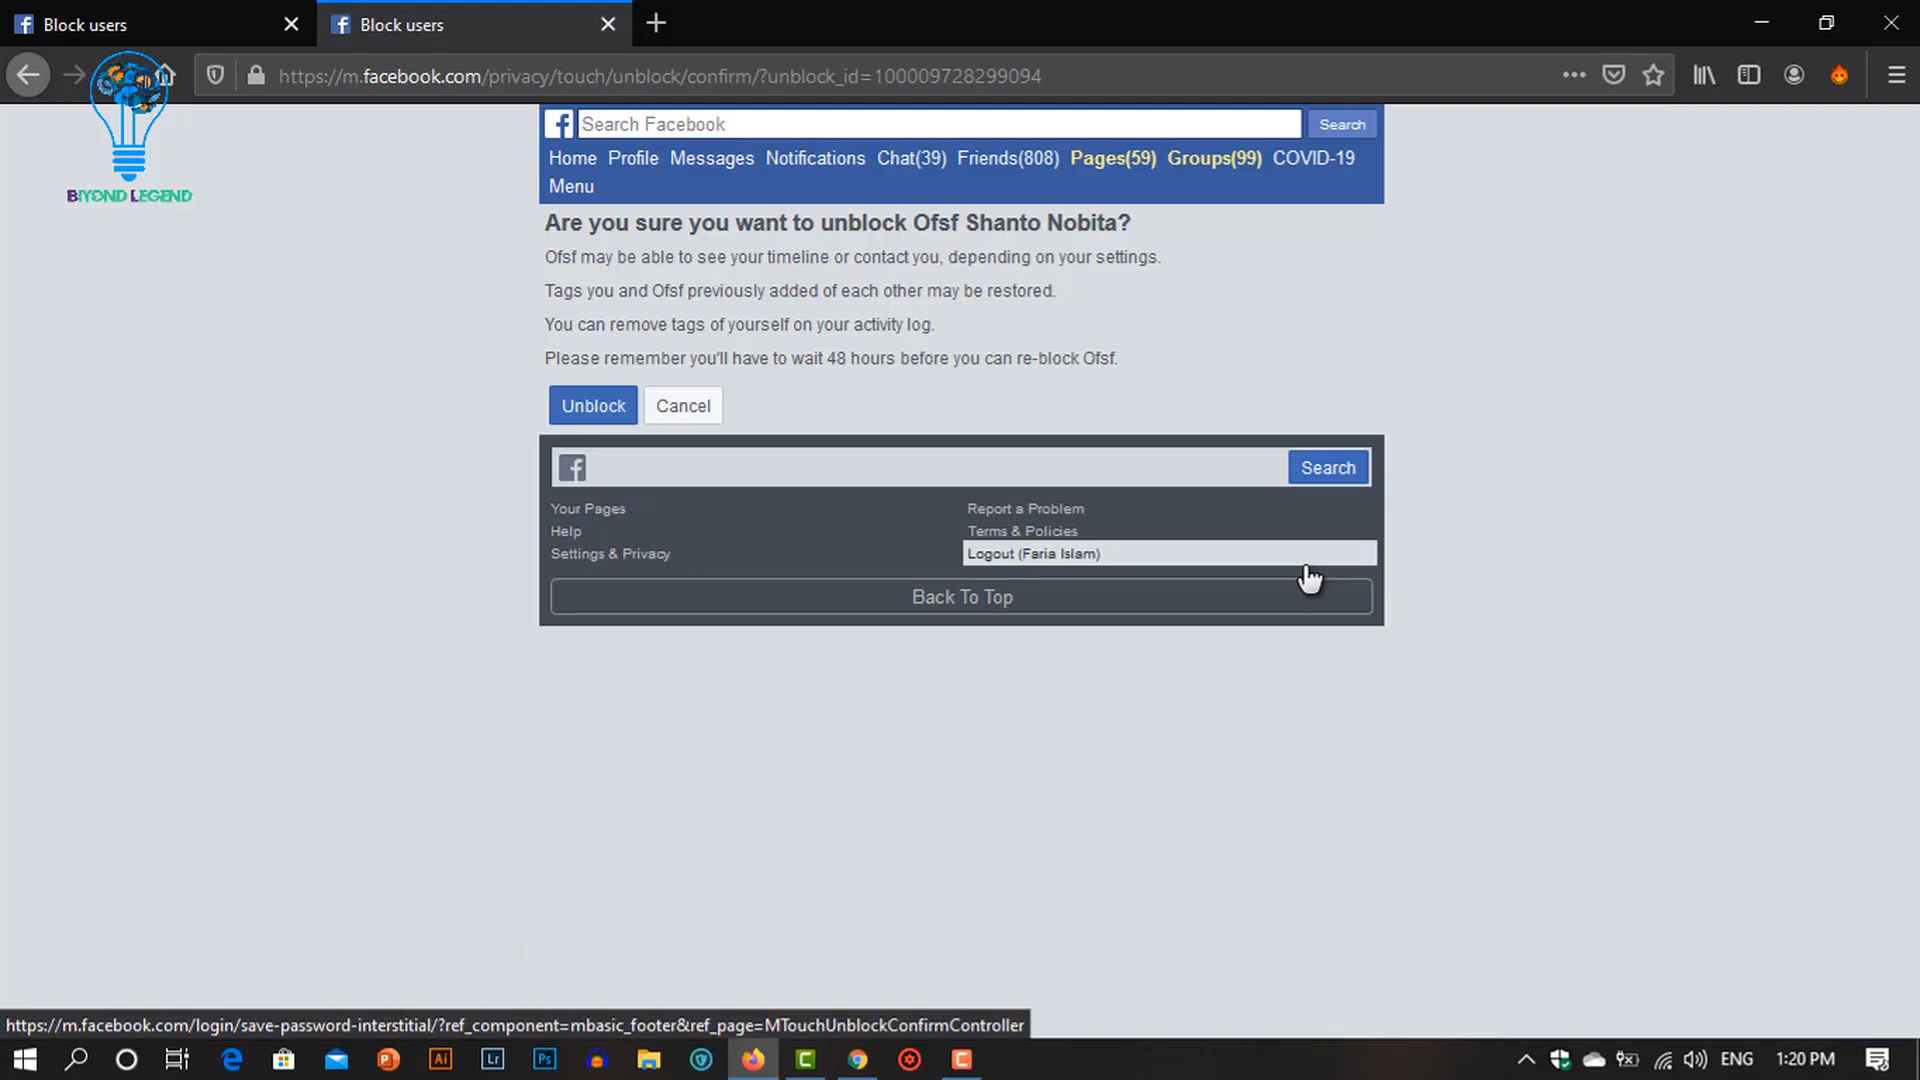 Block users
Block users
https://m.facebook.com/privacy/touch/unblock/confirm/?unblock_id=100009728299094
BIYOND LEGEND
Search Facebook
Search
Home Profile Messages Notifications Chat(39) Friends(808) Pages(59) Groups(99) COVID-19
Menu
Are you sure you want to unblock Ofsf Shanto Nobita?
Ofsf may be able to see your timeline or contact you, depending on your settings.
Tags you and Ofsf previously added of each other may be restored.
You can remove tags of yourself on your activity log.
Please remember you'll have to wait 48 hours before you can re-block Ofsf.
Unblock
Cancel
Search
Your Pages
Report a Problem
Help
Terms & Policies
Settings & Privacy
Logout (Faria Islam)
Back To Top
https://m.facebook.com/login/save-password-interstitial/?ref_component=mbasic_footer&ref_page=MTouchUnblockConfirmController
Ai
Lr
Ps
ENG
1:20 PM